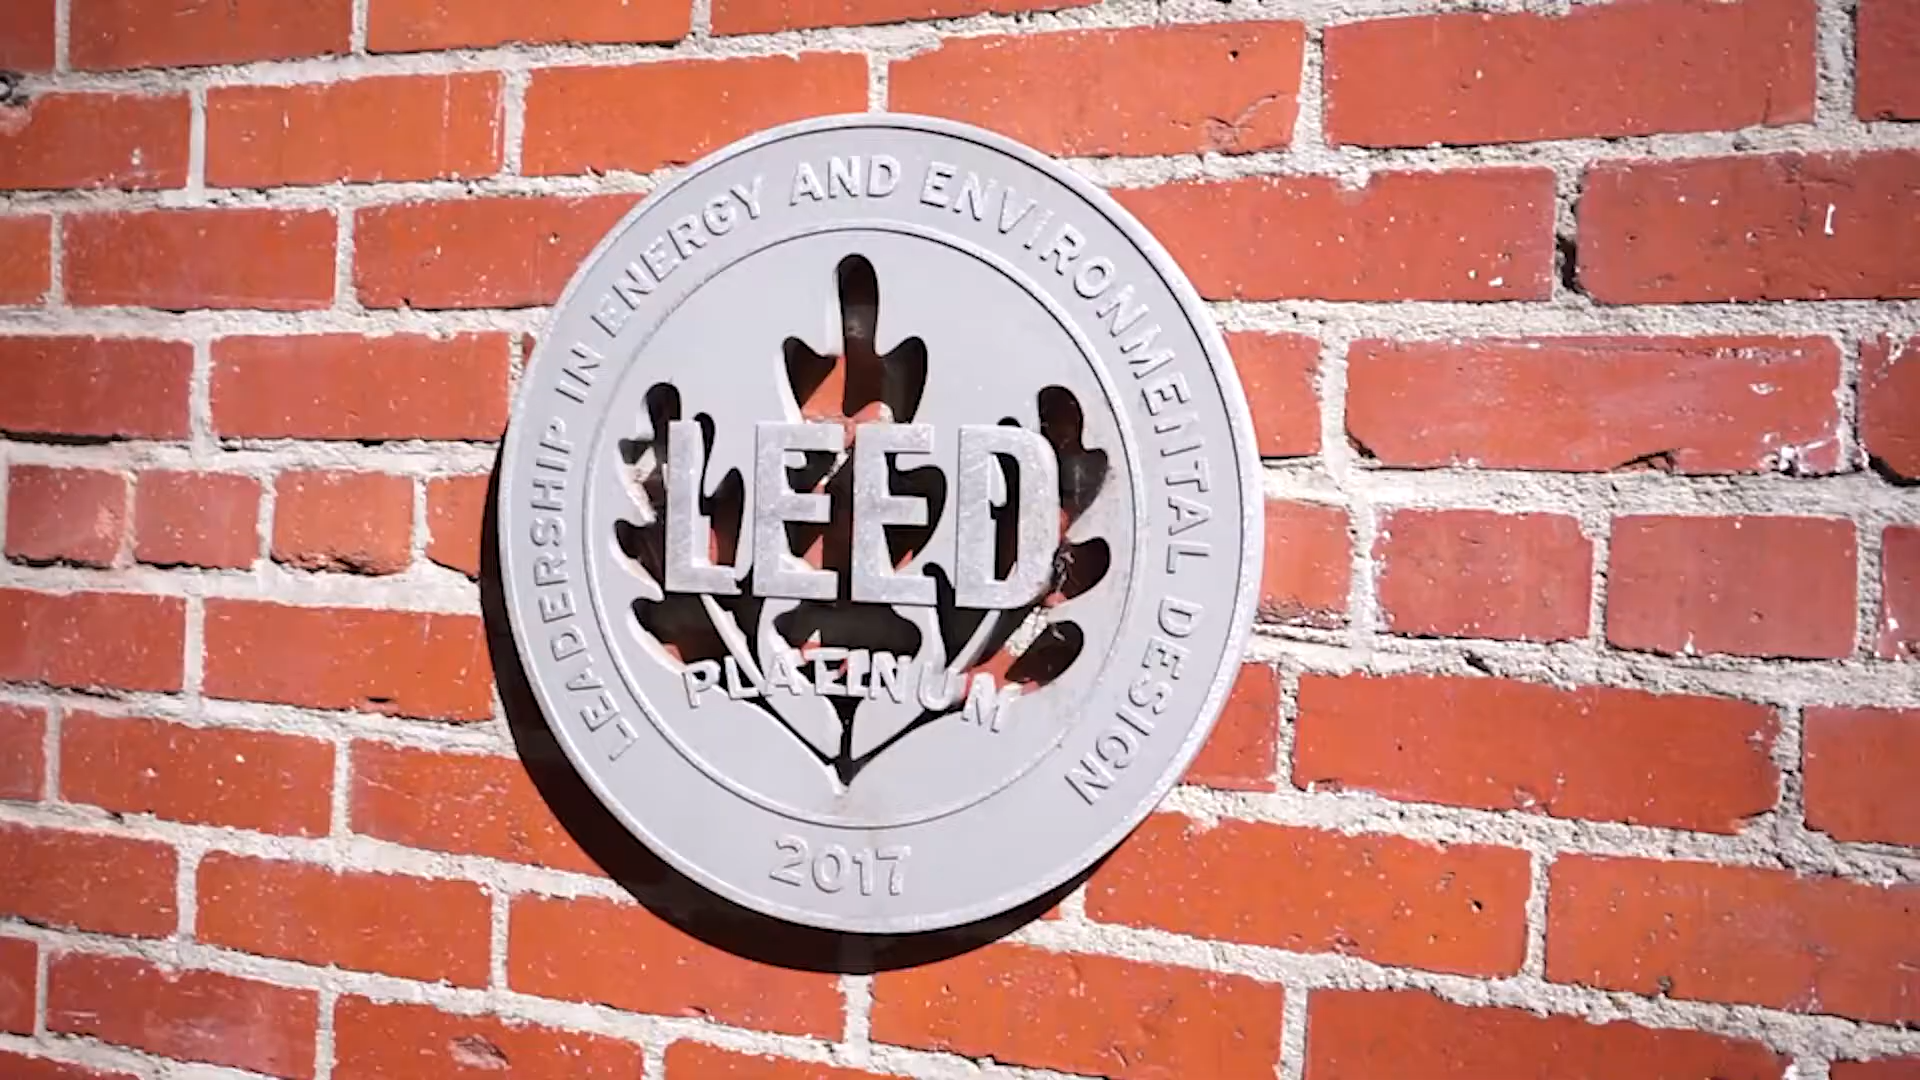 LEADERSHIP IN ENERGY AND ENVIRONMENTAL DESIGN
LEED
PLATINUM
2017